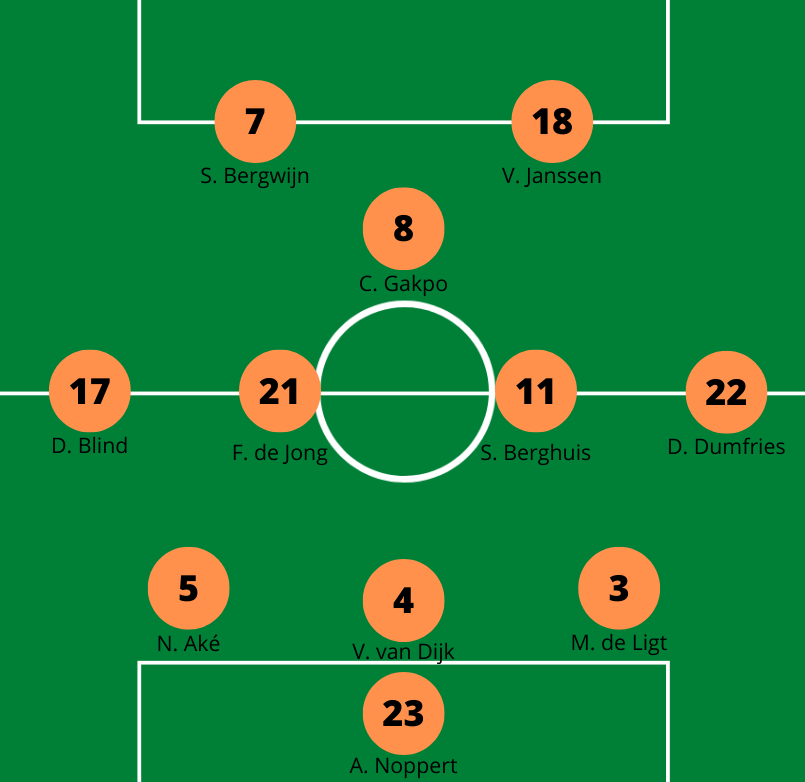 7
S. Bergwijn
18
V. Janssen
8
C. Gakpo
17
D. Blind
21
F. de Jong
11
S. Berghuis
22
D. Dumfries
5
N. Aké
4
V. van Dijk
3
M. de Ligt
23
A. Noppert